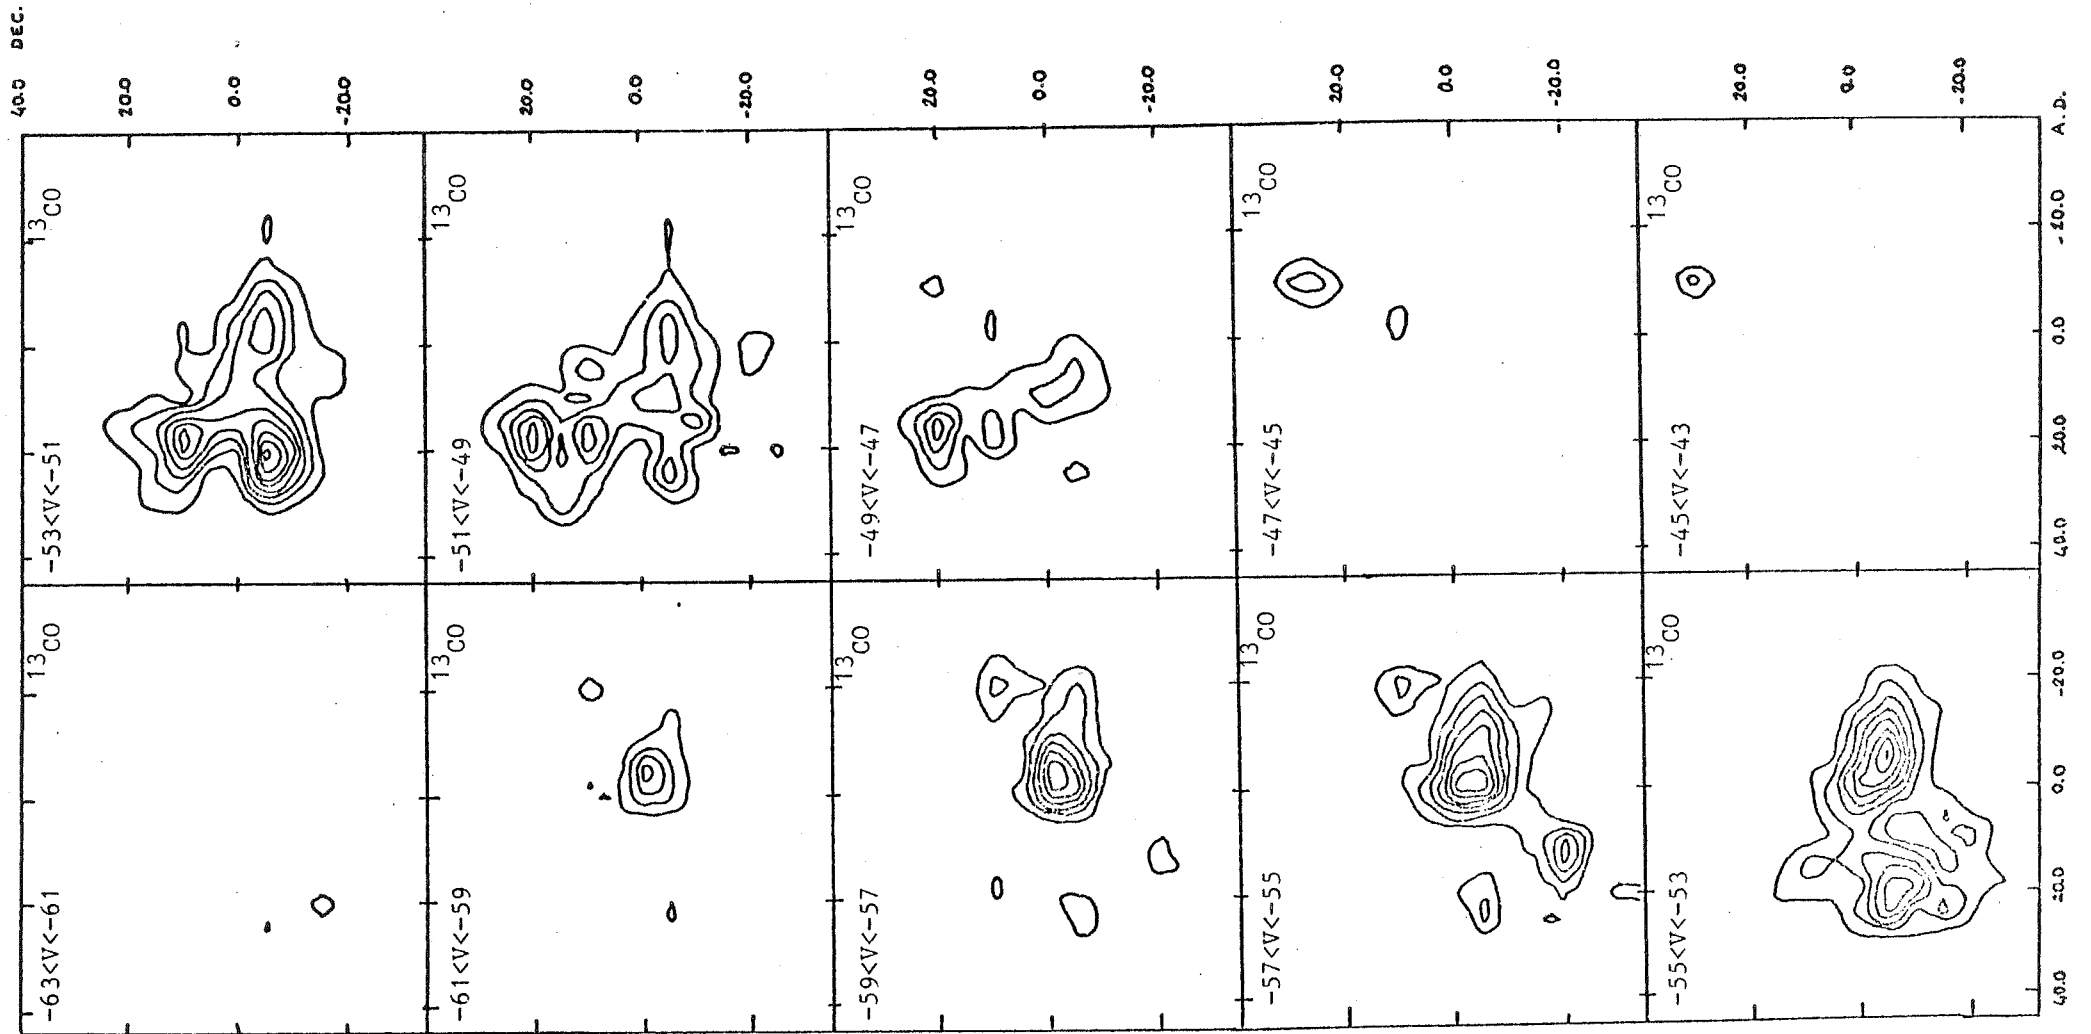 40.0 DEC.
-63<V<-61 13CO -53<V<-51 13CO
20.0
0.0
-20.0
-61<V<-59 13CO -51<V<-49 13CO
20.0
0.0
-20.0
-59<V<-57 13CO -49<V<-47 13CO
20.0
0.0
-20.0
-57<V<-55 13CO -47<V<-45 13CO
20.0
0.0
-20.0
-55<V<-53 13CO -45<V<-43 13CO
20.0
0.0
-20.0
40.0 20.0 0.0 -20.0 40.0 20.0 0.0 -20.0 A.D.